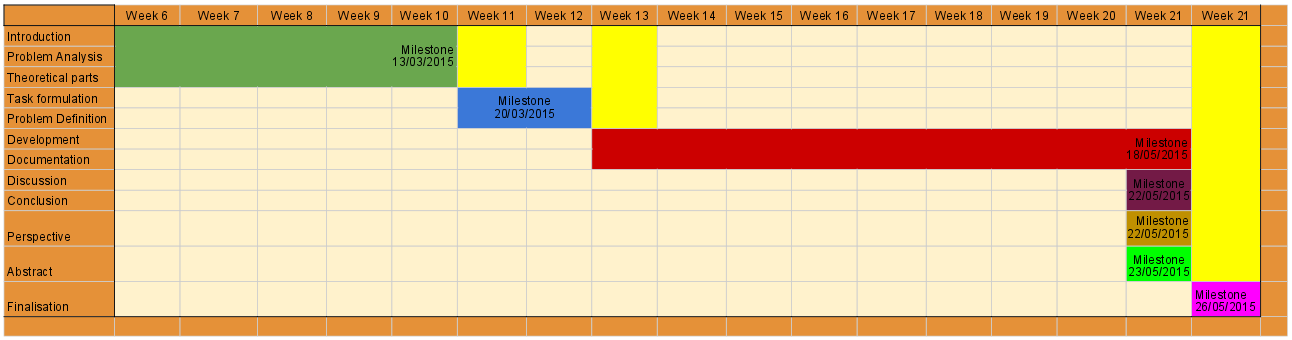 Week 6 Week 7 Week 8 Week 9 Week 10 Week 11 Week 12 Week 13 Week 14 Week 15 Week 16 Week 17 Week 18 Week 19 Week 20 Week 21 Week 21
Introduction
Problem Analysis
Milestone
13/03/2015
Theoretical parts
Task formulation
Problem Definition
Milestone
20/03/2015
Development
Documentation
Milestone
18/05/2015
Discussion
Conclusion
Milestone
22/05/2015
Perspective
Milestone
22/05/2015
Abstract
Milestone
23/05/2015
Finalisation
Milestone
26/05/2015